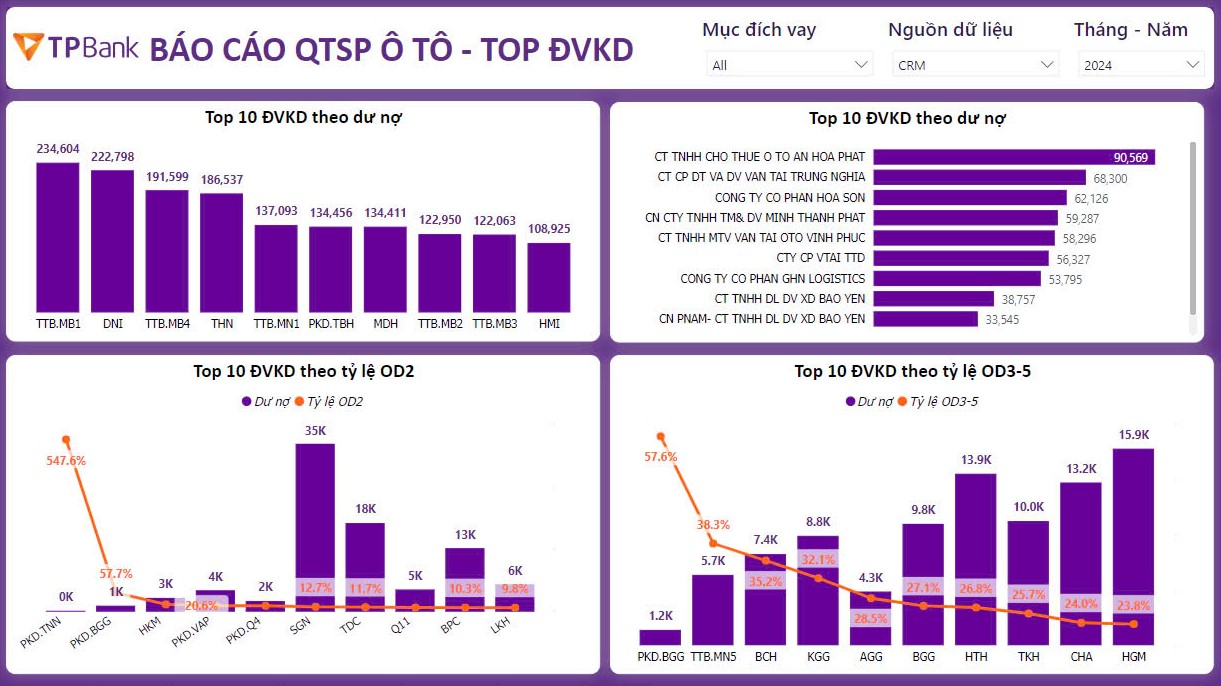 TPBank BÁO CÁO QTSP Ô TÔ - TOP ĐVKD
Mục đích vay
Nguồn dữ liệu
Tháng - Năm
All
CRM
2024
Top 10 ĐVKD theo dư nợ
234,604
222,798
191,599
186,537
137,093
134,456
134,411
122,950
122,063
108,925
TTB.MB1
DNI
TTB.MB4
THN
TTB.MN1
PKD.TBH
MDH
TTB.MB2
TTB.MB3
HMI
Top 10 ĐVKD theo dư nợ
CT TNHH CHO THUE O TO AN HOA PHAT 90,569
CT CP DT VA DV VAN TAI TRUNG NGHIA 68,300
CONG TY CO PHAN HOA SON 62,126
CN CTY TNHH TM& DV MINH THANH PHAT 59,287
CT TNHH MTV VAN TAI OTO VINH PHUC 58,296
CTY CP VTAI TTD 56,327
CONG TY CO PHAN GHN LOGISTICS 53,795
CT TNHH DL DV XD BAO YEN 38,757
CN PNAM- CT TNHH DL DV XD BAO YEN 33,545
Top 10 ĐVKD theo tỷ lệ OD2
Dư nợ Tỷ lệ OD2
0K
1K
3K
4K
2K
35K
18K
5K
13K
6K
547.6%
57.7%
20.6%
12.7%
11.7%
10.3%
9.8%
PKD.TNN
PKD.BGG
HKM
PKD.VAP
PKD.Q4
SGN
TDC
Q11
BPC
LKH
Top 10 ĐVKD theo tỷ lệ OD3-5
Dư nợ Tỷ lệ OD3-5
1.2K
5.7K
7.4K
8.8K
4.3K
9.8K
13.9K
10.0K
13.2K
15.9K
57.6%
38.3%
35.2%
32.1%
28.5%
27.1%
26.8%
25.7%
24.0%
23.8%
PKD.BGG
TTB.MN5
BCH
KGG
AGG
BGG
HTH
TKH
CHA
HGM